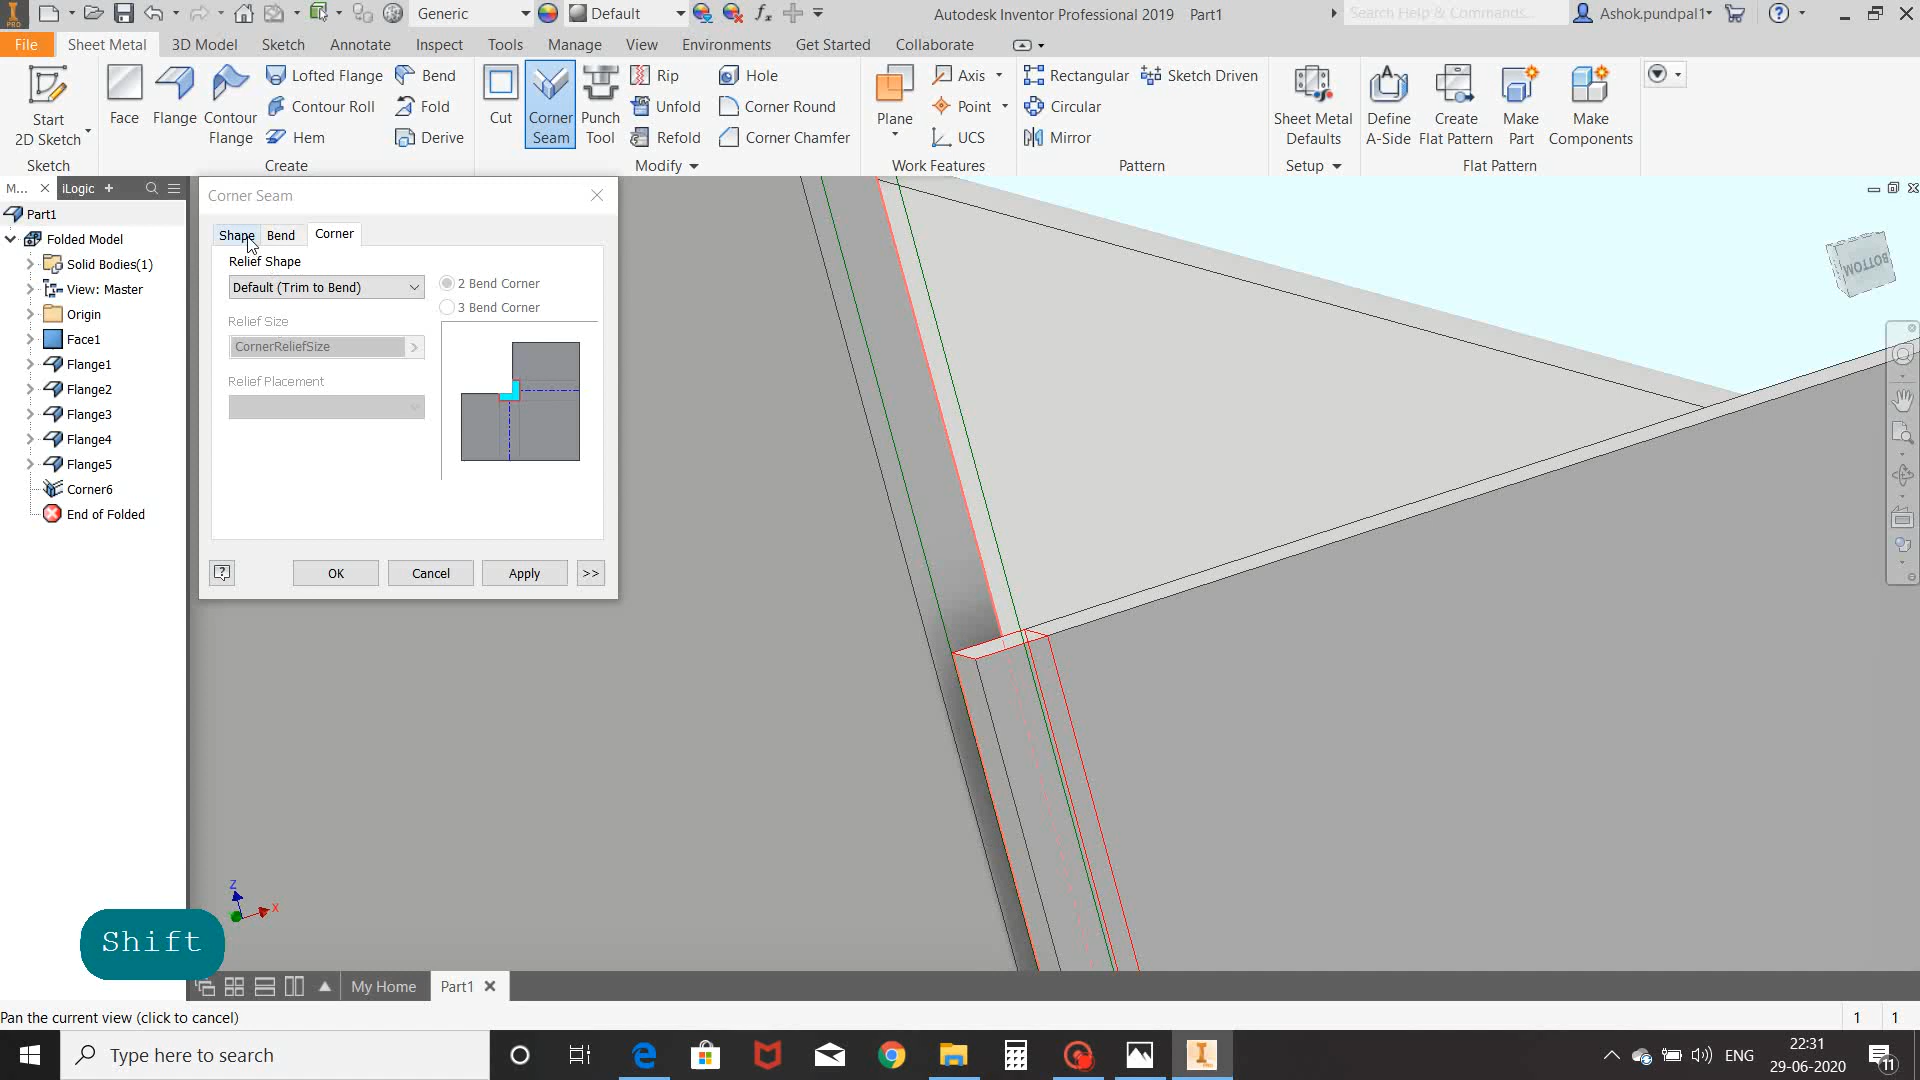 Generic
Default
Autodesk Inventor Professional 2019 Part1
Search Help & Commands...
Ashok.pundpal1
File Sheet Metal 3D Model Sketch Annotate Inspect Tools Manage View Environments Get Started Collaborate
Start
2D Sketch
Sketch
Face
Flange
Contour
Flange
Lofted Flange
Contour Roll
Hem
Bend
Fold
Derive
Create
Cut
Corner
Seam
Punch
Tool
Rip
Unfold
Refold
Hole
Corner Round
Corner Chamfer
Modify
Plane
Axis
Point
UCS
Work Features
Rectangular
Circular
Mirror
Sketch Driven
Pattern
Sheet Metal
Defaults
Setup
Define
A-Side
Create
Flat Pattern
Make
Part
Make
Components
Flat Pattern
M...
iLogic +
Part1
Folded Model
Solid Bodies(1)
View: Master
Origin
Face1
Flange1
Flange2
Flange3
Flange4
Flange5
Corner6
End of Folded
Corner Seam
Shape Bend Corner
Relief Shape
Default (Trim to Bend)
2 Bend Corner
3 Bend Corner
Relief Size
CornerReliefSize
>
Relief Placement
OK Cancel Apply >>
BOTTOM
Z
X
Shift
My Home Part1
Pan the current view (click to cancel)
1 1
Type here to search
ENG
22:31
29-06-2020
11